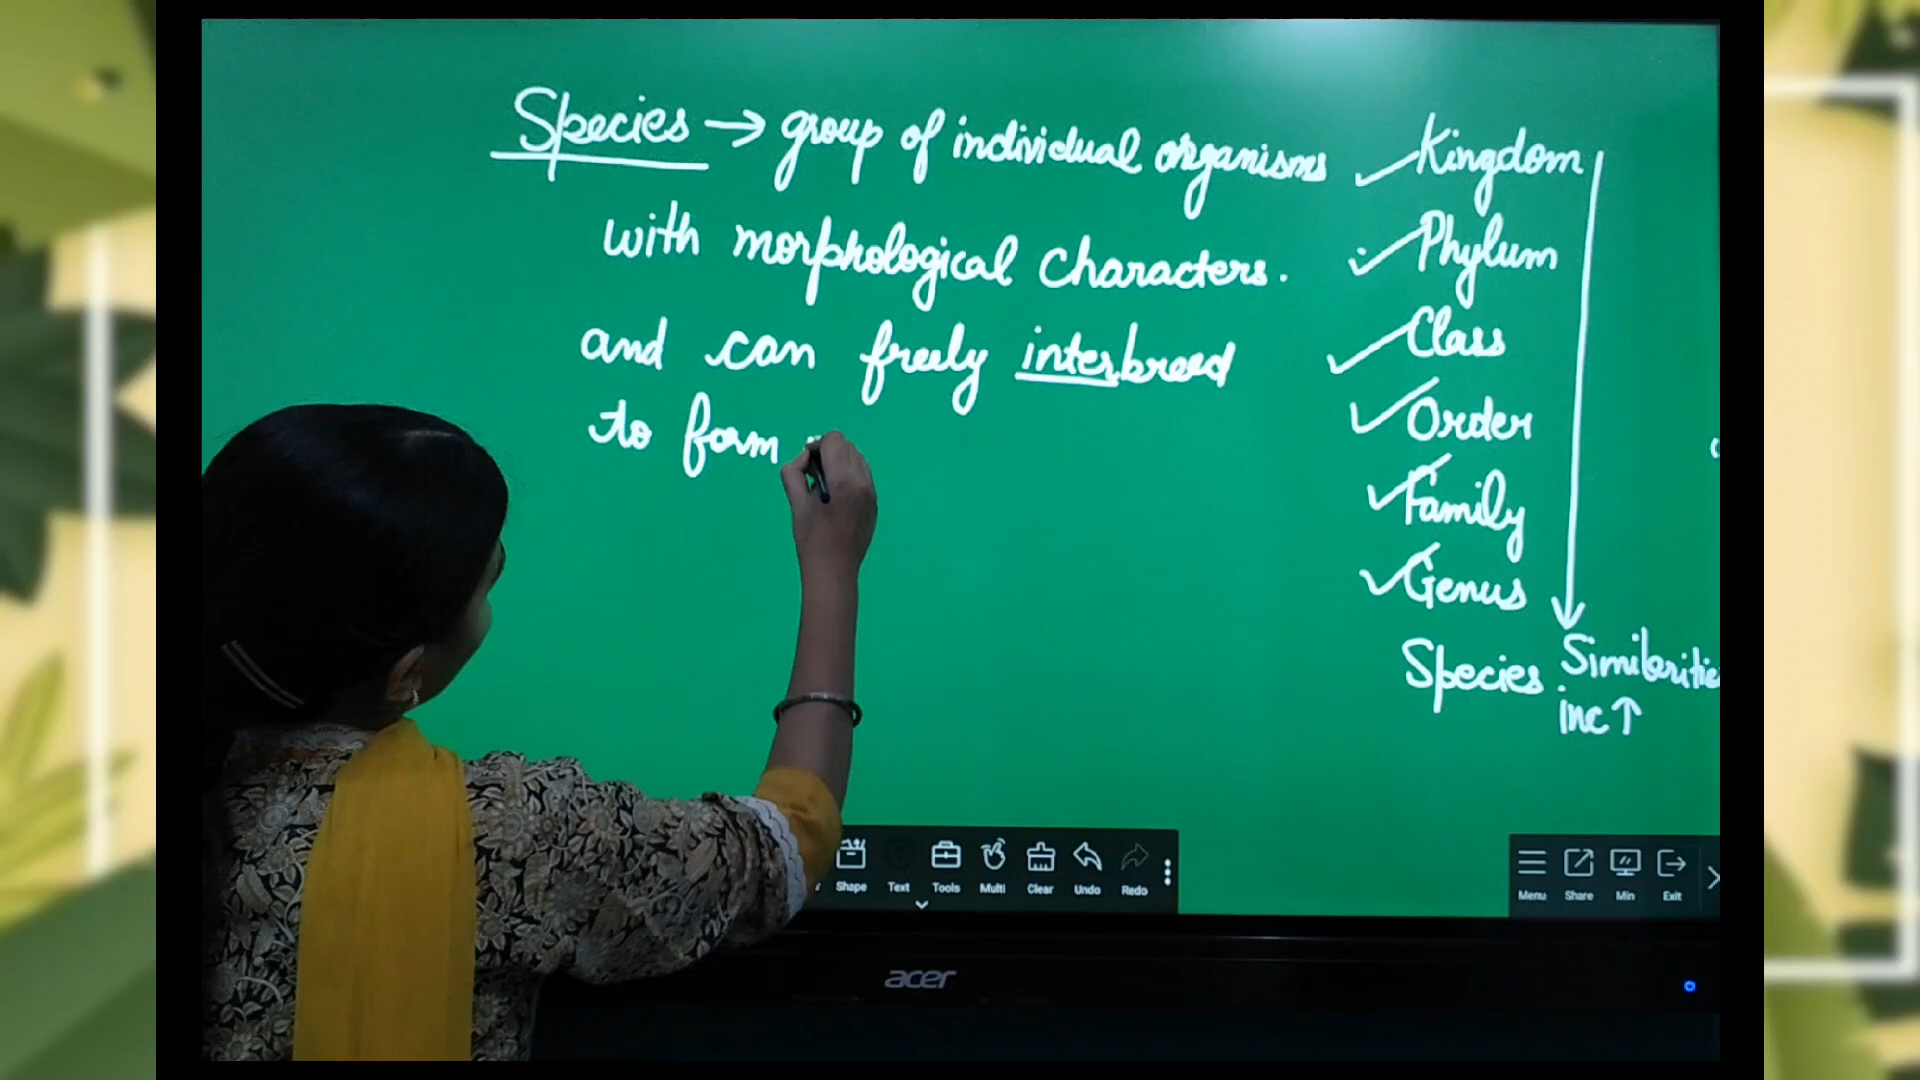 Species → group of individual organisms
with morphological characters.
and can freely interbreed
to form
Kingdom
Phylum
Class
Order
Family
Genus
Species
Similaritie
inc ↑
Shape
Text
Tools
Multi
Clear
Undo
Redo
Menu
Share
Min
Exit
acer